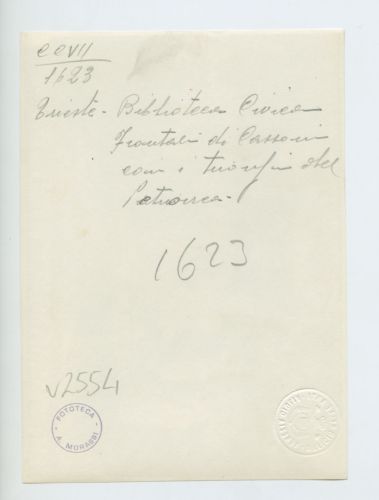 CCVII
1623
Trieste - Biblioteca Civica
Frontali di Cassoni
con i trionfi del
Petrarca.
1623
V2554
FOTOTECA
A. MORASSI